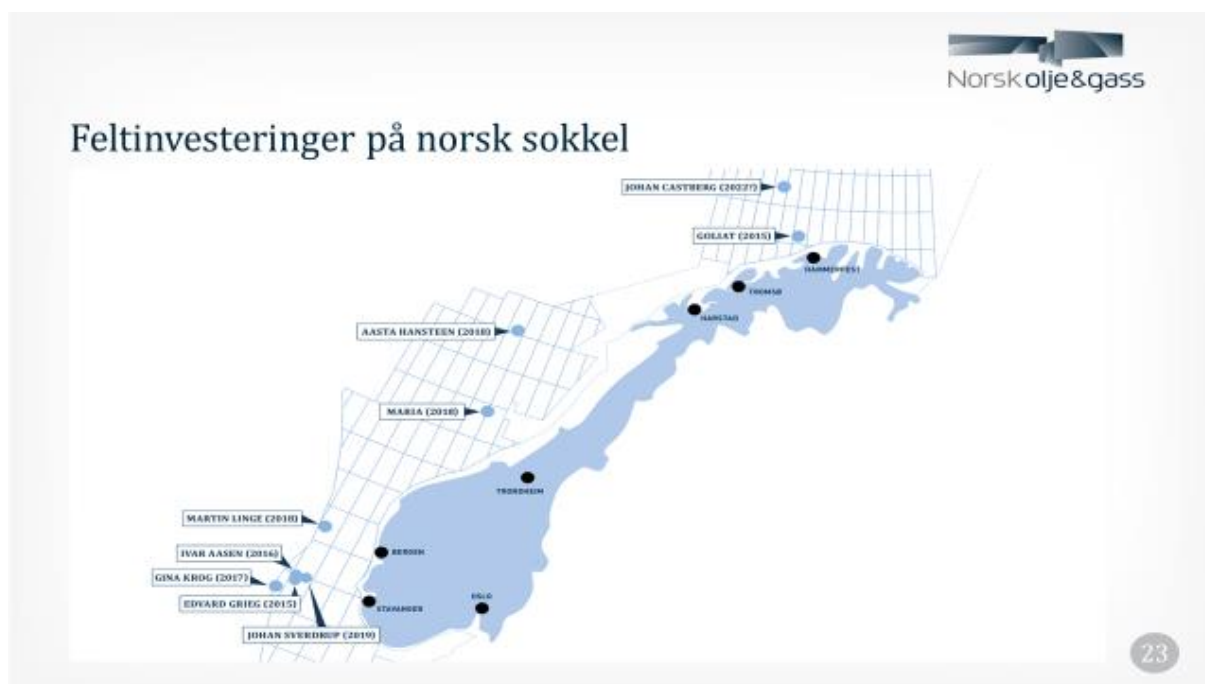 Norsk olje&gass
Feltinvesteringer på norsk sokkel
JOHAN CASTBERG (2022?)
GOLIAT (2015)
HAMMERFEST
TROMSØ
HARSTAD
AASTA HANSTEEN (2018)
MARIA (2018)
TRONDHEIM
MARTIN LINGE (2018)
IVAR AASEN (2016)
BERGEN
GINA KROG (2017)
EDVARD GRIEG (2015)
STAVANGER
OSLO
JOHAN SVERDRUP (2019)
23